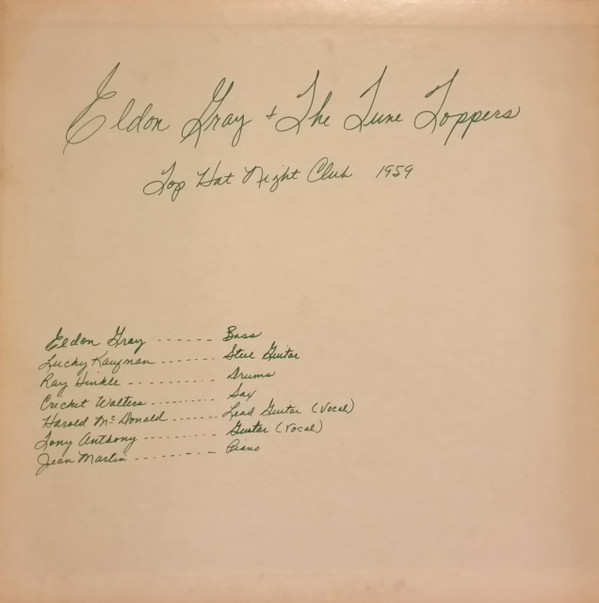 Eldon Gray + The Tune Toppers
Top Hat Night Club 1959
Eldon Gray ------ Bass
Lucky Kaufman ------ Steel Guitar
Ray Hinkle ---------- Drums
Cricket Walters -------- Sax
Harold McDonald ------ Lead Guitar (Vocal)
Tony Anthony -------- Guitar (Vocal)
Jean Martin --------- Piano